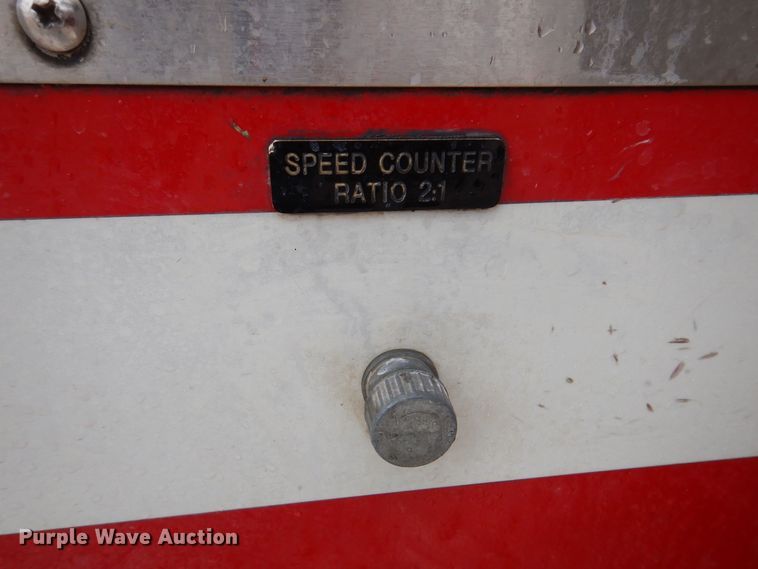 SPEED COUNTER
RATIO 2:1
Purple Wave Auction